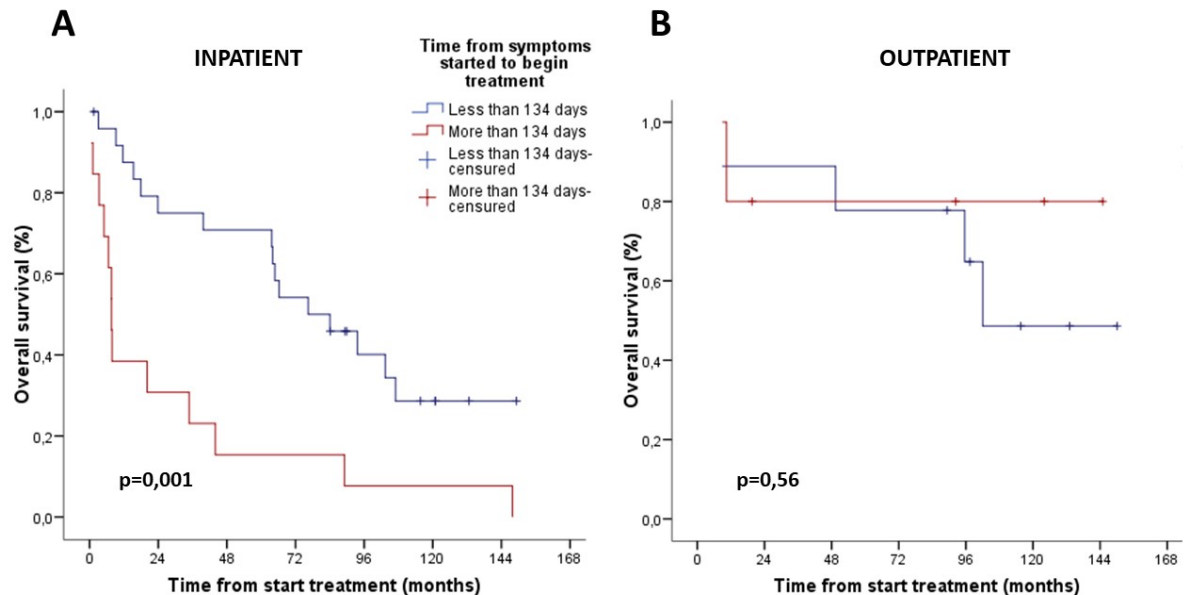 A
INPATIENT
Time from symptoms
started to begin
treatment
Less than 134 days
More than 134 days
Less than 134 days-
censured
More than 134 days-
censured
Overall survival (%)
1,0
0,8
0,6
0,4
0,2
0,0
p=0,001
0 24 48 72 96 120 144 168
Time from start treatment (months)
B
OUTPATIENT
Overall survival (%)
1,0
0,8
0,6
0,4
0,2
0,0
p=0,56
0 24 48 72 96 120 144 168
Time from start treatment (months)